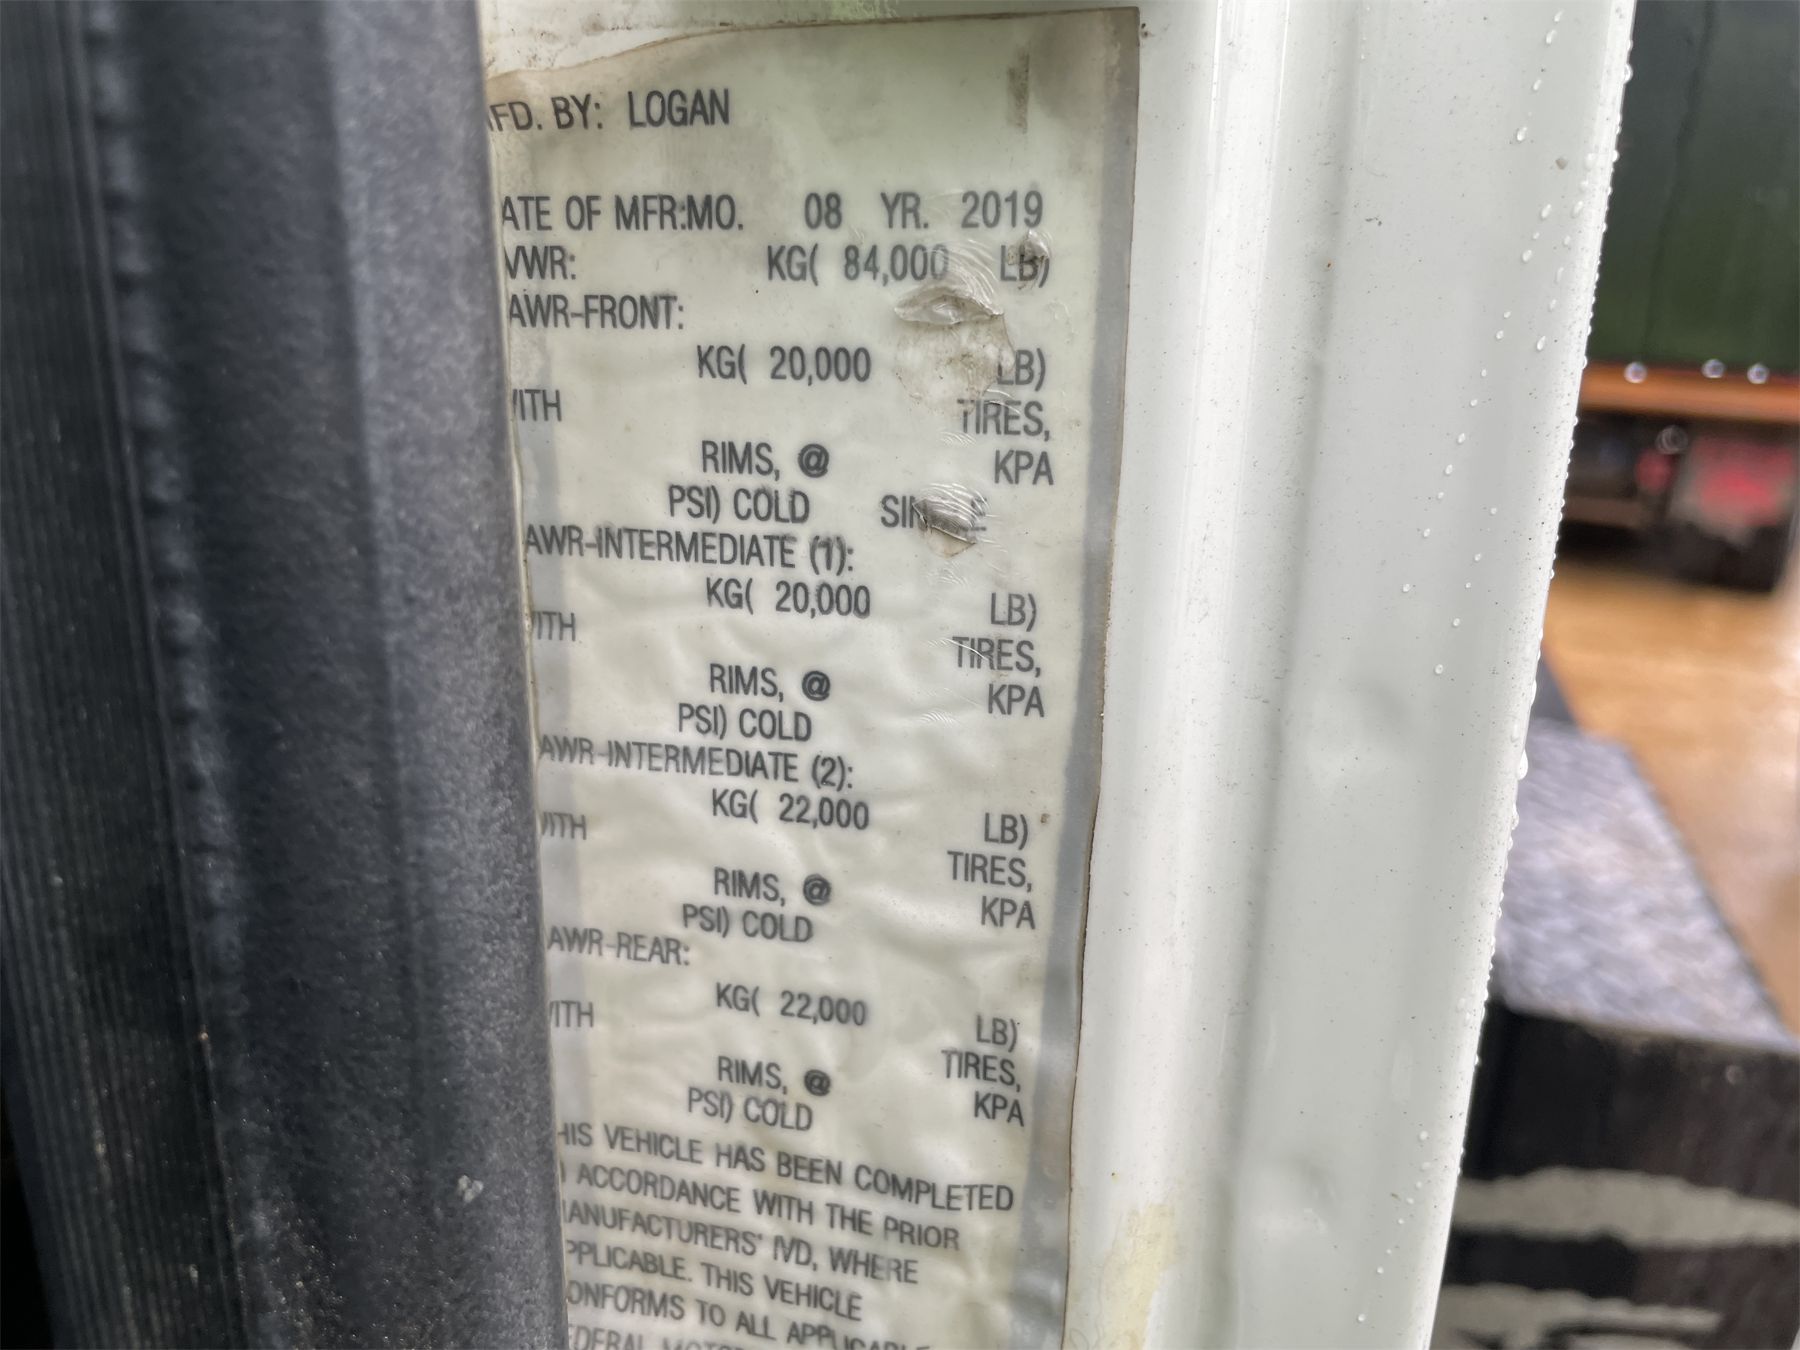 FD. BY: LOGAN
ATE OF MFR:MO. 08 YR. 2019
VWR: KG( 84,000 LB)
AWR-FRONT:
KG( 20,000 LB)
ITH TIRES,
RIMS, @ KPA
PSI) COLD
AWR-INTERMEDIATE (1):
KG( 20,000 LB)
ITH TIRES,
RIMS, @ KPA
PSI) COLD
AWR-INTERMEDIATE (2):
KG( 22,000 LB)
ITH TIRES,
RIMS, @ KPA
PSI) COLD
AWR-REAR:
KG( 22,000 LB)
ITH TIRES,
RIMS, @ KPA
PSI) COLD
HIS VEHICLE HAS BEEN COMPLETED
ACCORDANCE WITH THE PRIOR
ANUFACTURERS' IVD, WHERE
PPLICABLE. THIS VEHICLE
ONFORMS TO ALL APPLICABLE